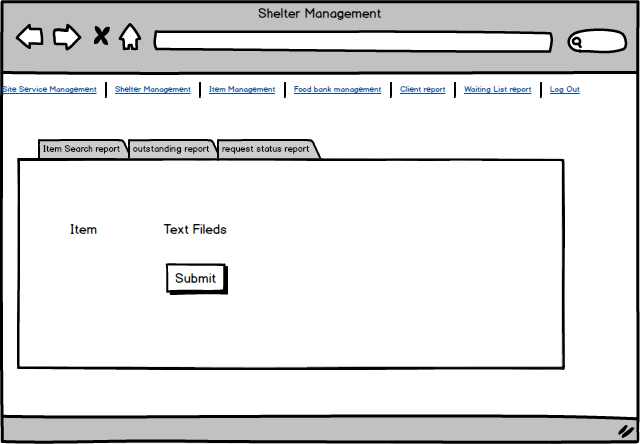 Shelter Management
Site Service Management Shelter Management Item Management Food bank management Client report Waiting List report Log Out
Item Search report outstanding report request status report
Item Text Fileds
Submit